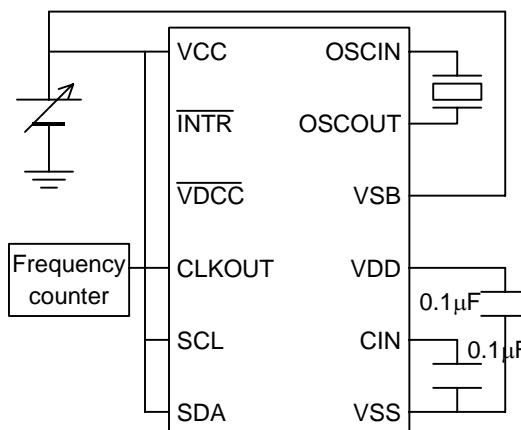 VCC
OSCIN
INTR
OSCOUT
VDCC
VSB
Frequency
counter
CLKOUT
VDD
0.1μF
SCL
CIN
0.1μF
SDA
VSS